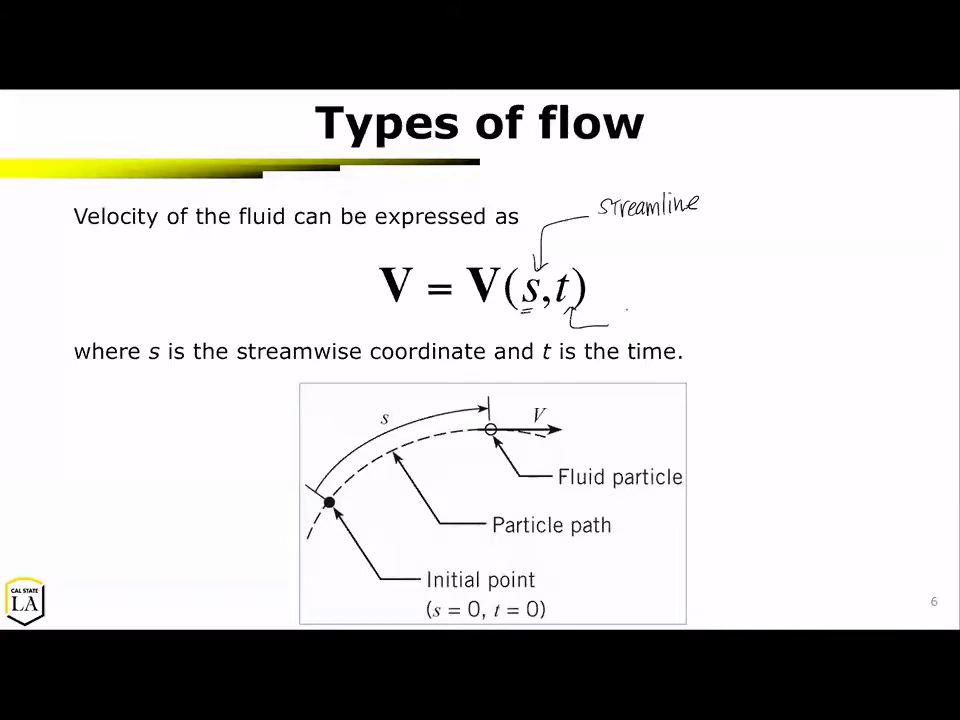 Types of flow
Velocity of the fluid can be expressed as
streamline
V = V(s,t)
where s is the streamwise coordinate and t is the time.
s
V
Fluid particle
Particle path
Initial point
(s = 0, t = 0)
CAL STATE
LA
6